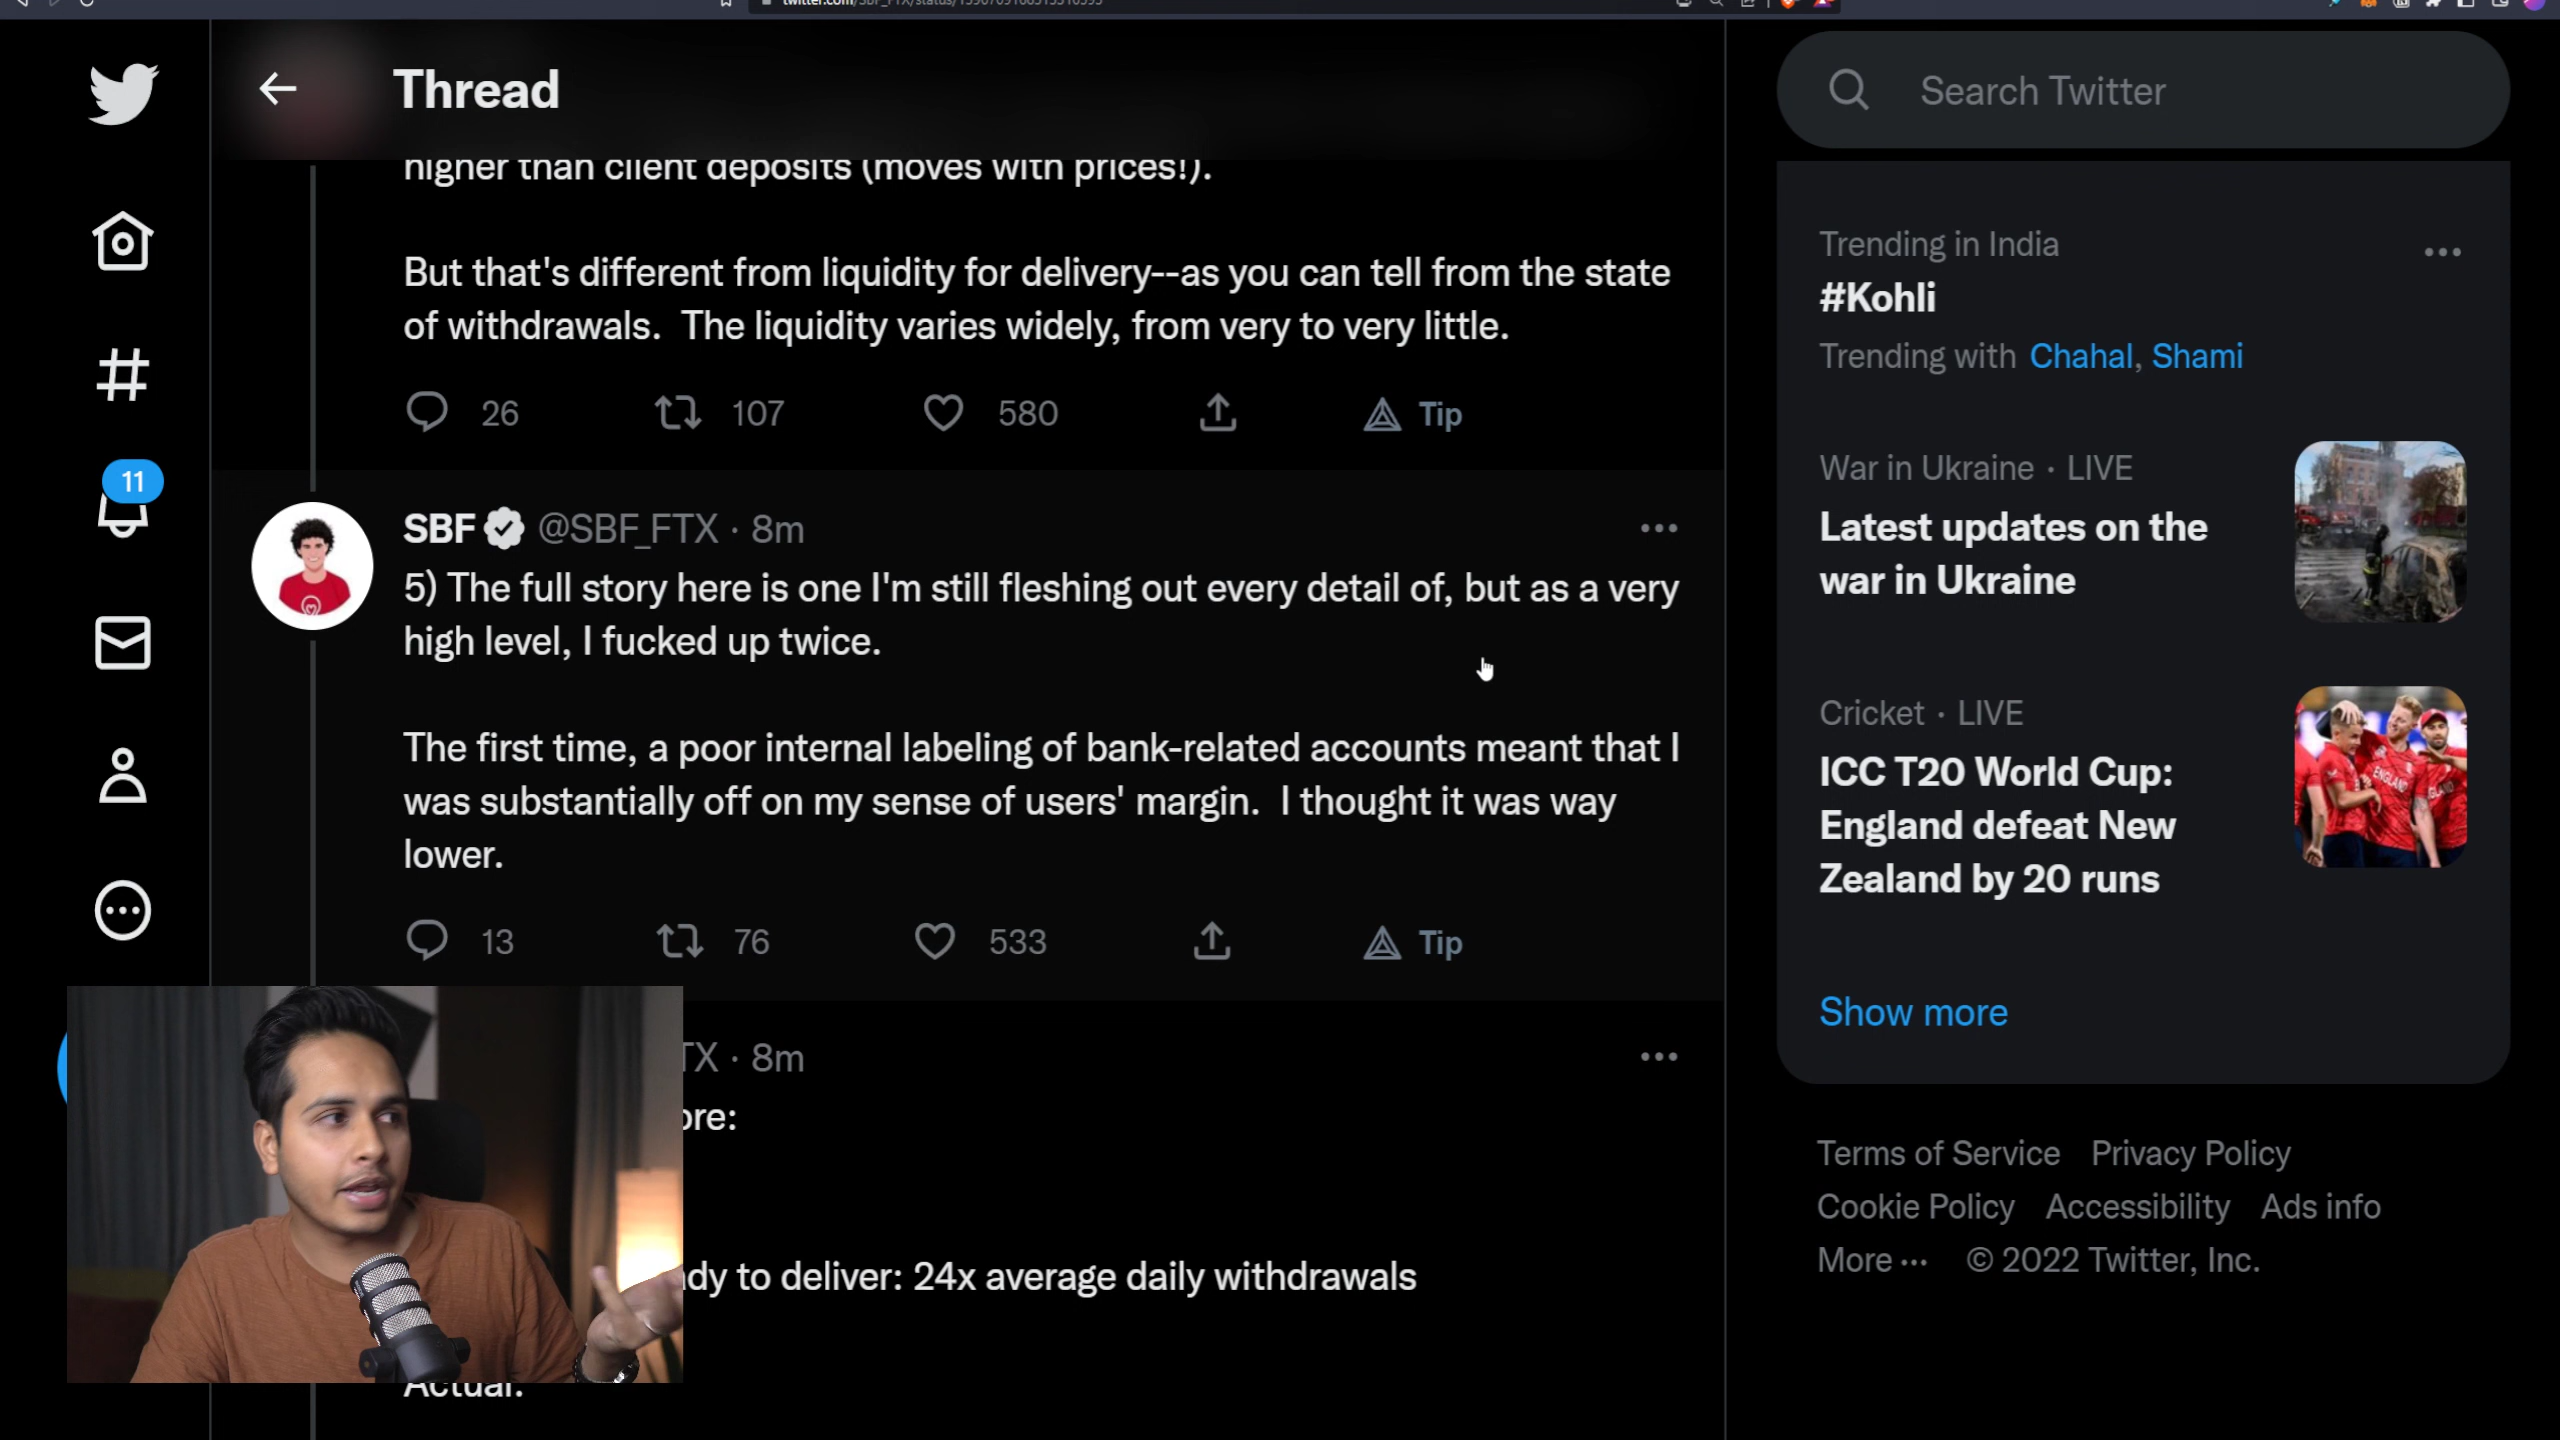 Thread
Search Twitter
higher than client deposits (moves with prices!).
But that's different from liquidity for delivery--as you can tell from the state
of withdrawals.  The liquidity varies widely, from very to very little.
26
107
580
Tip
11
SBF @SBF_FTX · 8m
5) The full story here is one I'm still fleshing out every detail of, but as a very
high level, I fucked up twice.
The first time, a poor internal labeling of bank-related accounts meant that I
was substantially off on my sense of users' margin.  I thought it was way
lower.
13
76
533
Tip
TX · 8m
ore:
dy to deliver: 24x average daily withdrawals
Actual:
Trending in India
#Kohli
Trending with Chahal, Shami
War in Ukraine · LIVE
Latest updates on the
war in Ukraine
Cricket · LIVE
ICC T20 World Cup:
England defeat New
Zealand by 20 runs
Show more
Terms of Service Privacy Policy
Cookie Policy Accessibility Ads info
More ··· © 2022 Twitter, Inc.